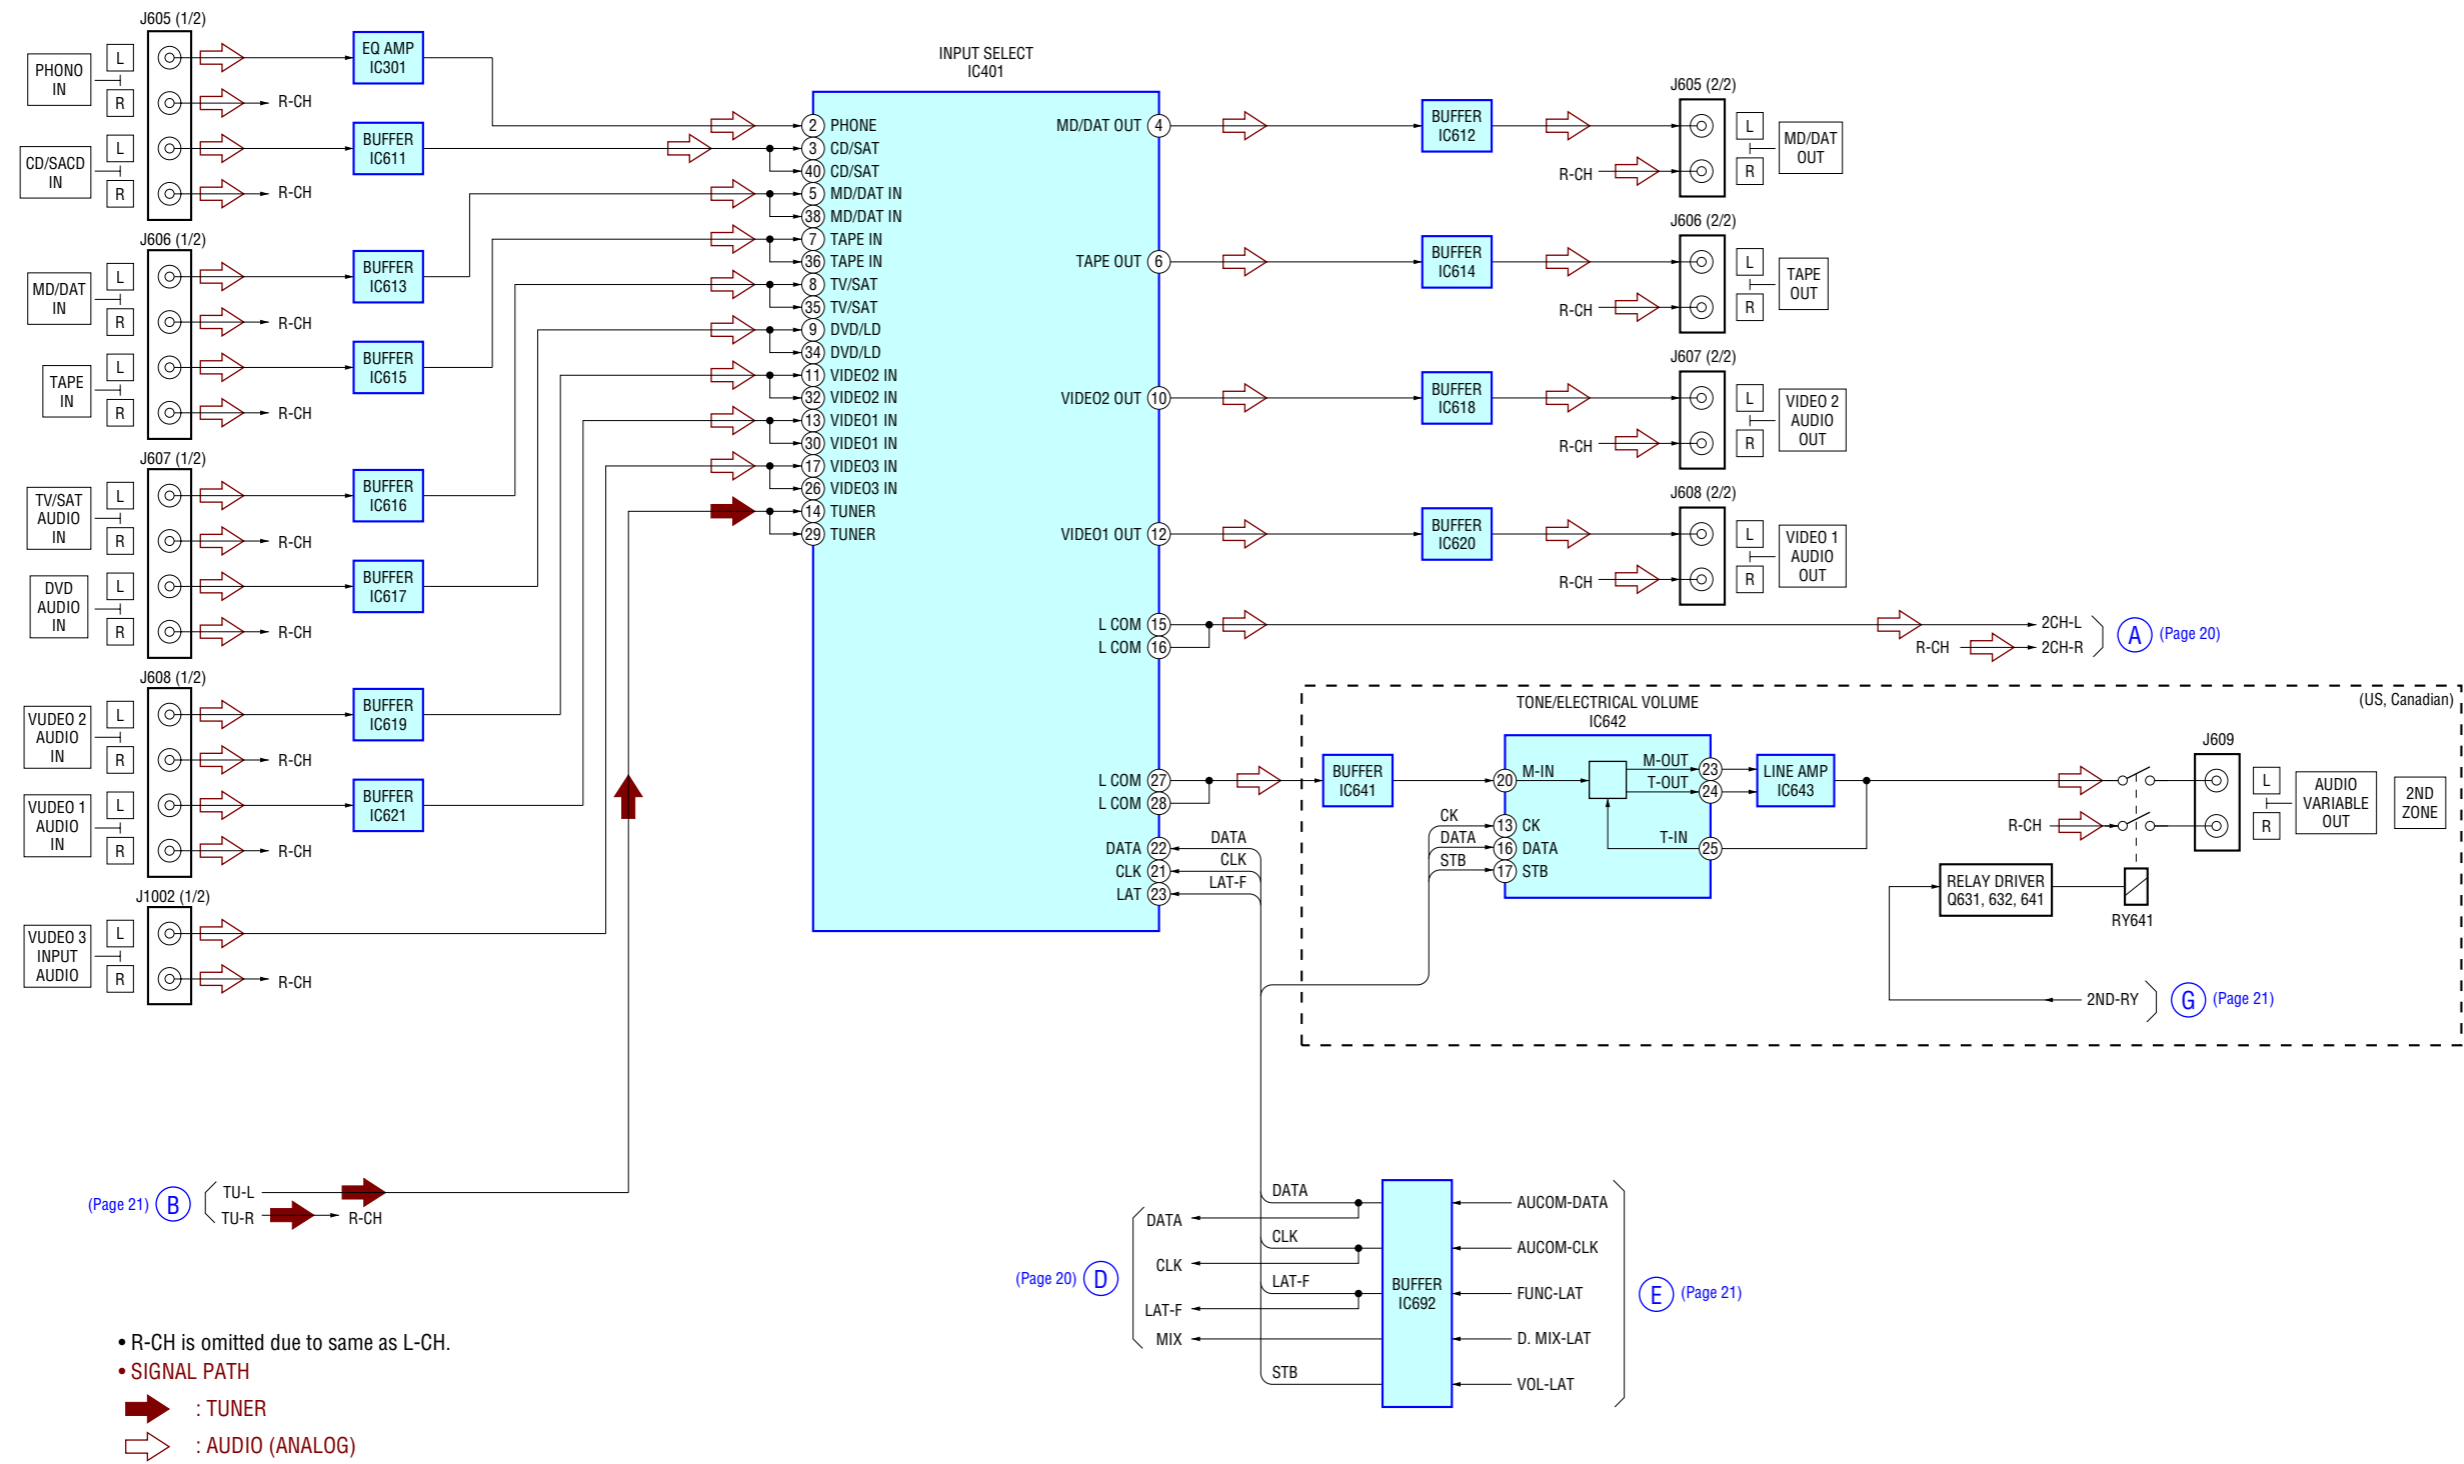 J605 (1/2)
PHONO
IN
L
R
EQ AMP
IC301
R-CH
CD/SACD
IN
L
R
BUFFER
IC611
R-CH
J606 (1/2)
MD/DAT
IN
L
R
BUFFER
IC613
R-CH
TAPE
IN
L
R
BUFFER
IC615
R-CH
J607 (1/2)
TV/SAT
AUDIO
IN
L
R
BUFFER
IC616
R-CH
DVD
AUDIO
IN
L
R
BUFFER
IC617
R-CH
J608 (1/2)
VUDEO 2
AUDIO
IN
L
R
BUFFER
IC619
R-CH
VUDEO 1
AUDIO
IN
L
R
BUFFER
IC621
R-CH
J1002 (1/2)
VUDEO 3
INPUT
AUDIO
L
R
R-CH
(Page 21) B
TU-L
TU-R
R-CH
INPUT SELECT
IC401
2 PHONE
3 CD/SAT
40 CD/SAT
5 MD/DAT IN
38 MD/DAT IN
7 TAPE IN
36 TAPE IN
8 TV/SAT
35 TV/SAT
9 DVD/LD
34 DVD/LD
11 VIDEO2 IN
32 VIDEO2 IN
13 VIDEO1 IN
30 VIDEO1 IN
17 VIDEO3 IN
26 VIDEO3 IN
14 TUNER
29 TUNER
MD/DAT OUT 4
TAPE OUT 6
VIDEO2 OUT 10
VIDEO1 OUT 12
L COM 15
L COM 16
L COM 27
L COM 28
DATA 22
CLK 21
LAT 23
DATA
CLK
LAT-F
BUFFER
IC612
J605 (2/2)
L
R
MD/DAT
OUT
R-CH
BUFFER
IC614
J606 (2/2)
L
R
TAPE
OUT
R-CH
BUFFER
IC618
J607 (2/2)
L
R
VIDEO 2
AUDIO
OUT
R-CH
BUFFER
IC620
J608 (2/2)
L
R
VIDEO 1
AUDIO
OUT
R-CH
2CH-L
R-CH
2CH-R
A (Page 20)
(US, Canadian)
TONE/ELECTRICAL VOLUME
IC642
BUFFER
IC641
20 M-IN
M-OUT 23
T-OUT 24
T-IN 25
CK
13 CK
DATA
16 DATA
STB
17 STB
LINE AMP
IC643
J609
L
R
AUDIO
VARIABLE
OUT
2ND
ZONE
R-CH
RELAY DRIVER
Q631, 632, 641
RY641
2ND-RY
G (Page 21)
DATA
CLK
LAT-F
STB
(Page 20) D
DATA
CLK
LAT-F
MIX
BUFFER
IC692
AUCOM-DATA
AUCOM-CLK
FUNC-LAT
D. MIX-LAT
VOL-LAT
E (Page 21)
• R-CH is omitted due to same as L-CH.
• SIGNAL PATH
: TUNER
: AUDIO (ANALOG)